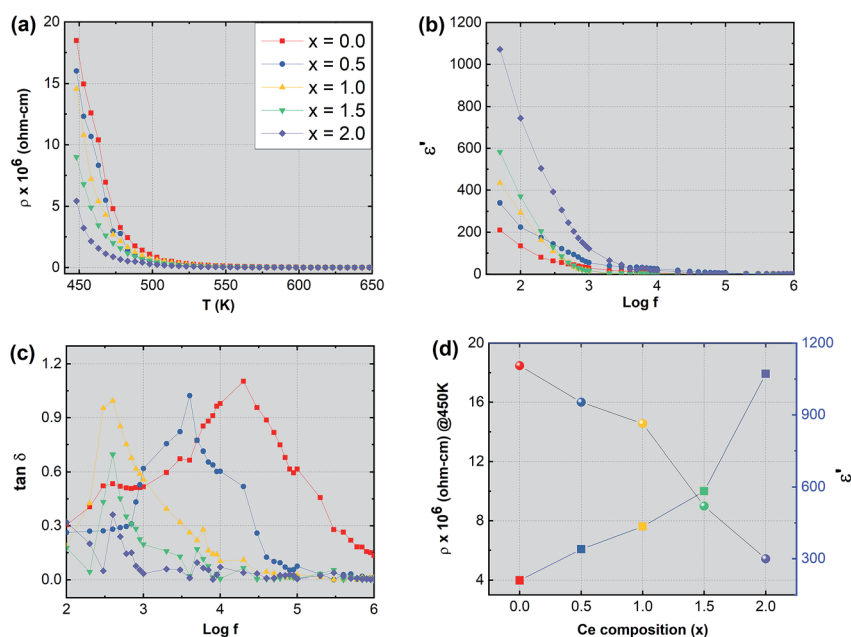 (a)
20
15
10
5
0
ρ x 10⁶ (ohm-cm)
450 500 550 600 650
T (K)
x = 0.0
x = 0.5
x = 1.0
x = 1.5
x = 2.0
(b)
1200
1000
800
600
400
200
0
ε'
2 3 4 5 6
Log f
(c)
1.2
0.9
0.6
0.3
0.0
tan δ
2 3 4 5 6
Log f
(d)
20
16
12
8
4
ρ x 10⁶ (ohm-cm) @450K
1200
900
600
300
ε'
0.0 0.5 1.0 1.5 2.0
Ce composition (x)